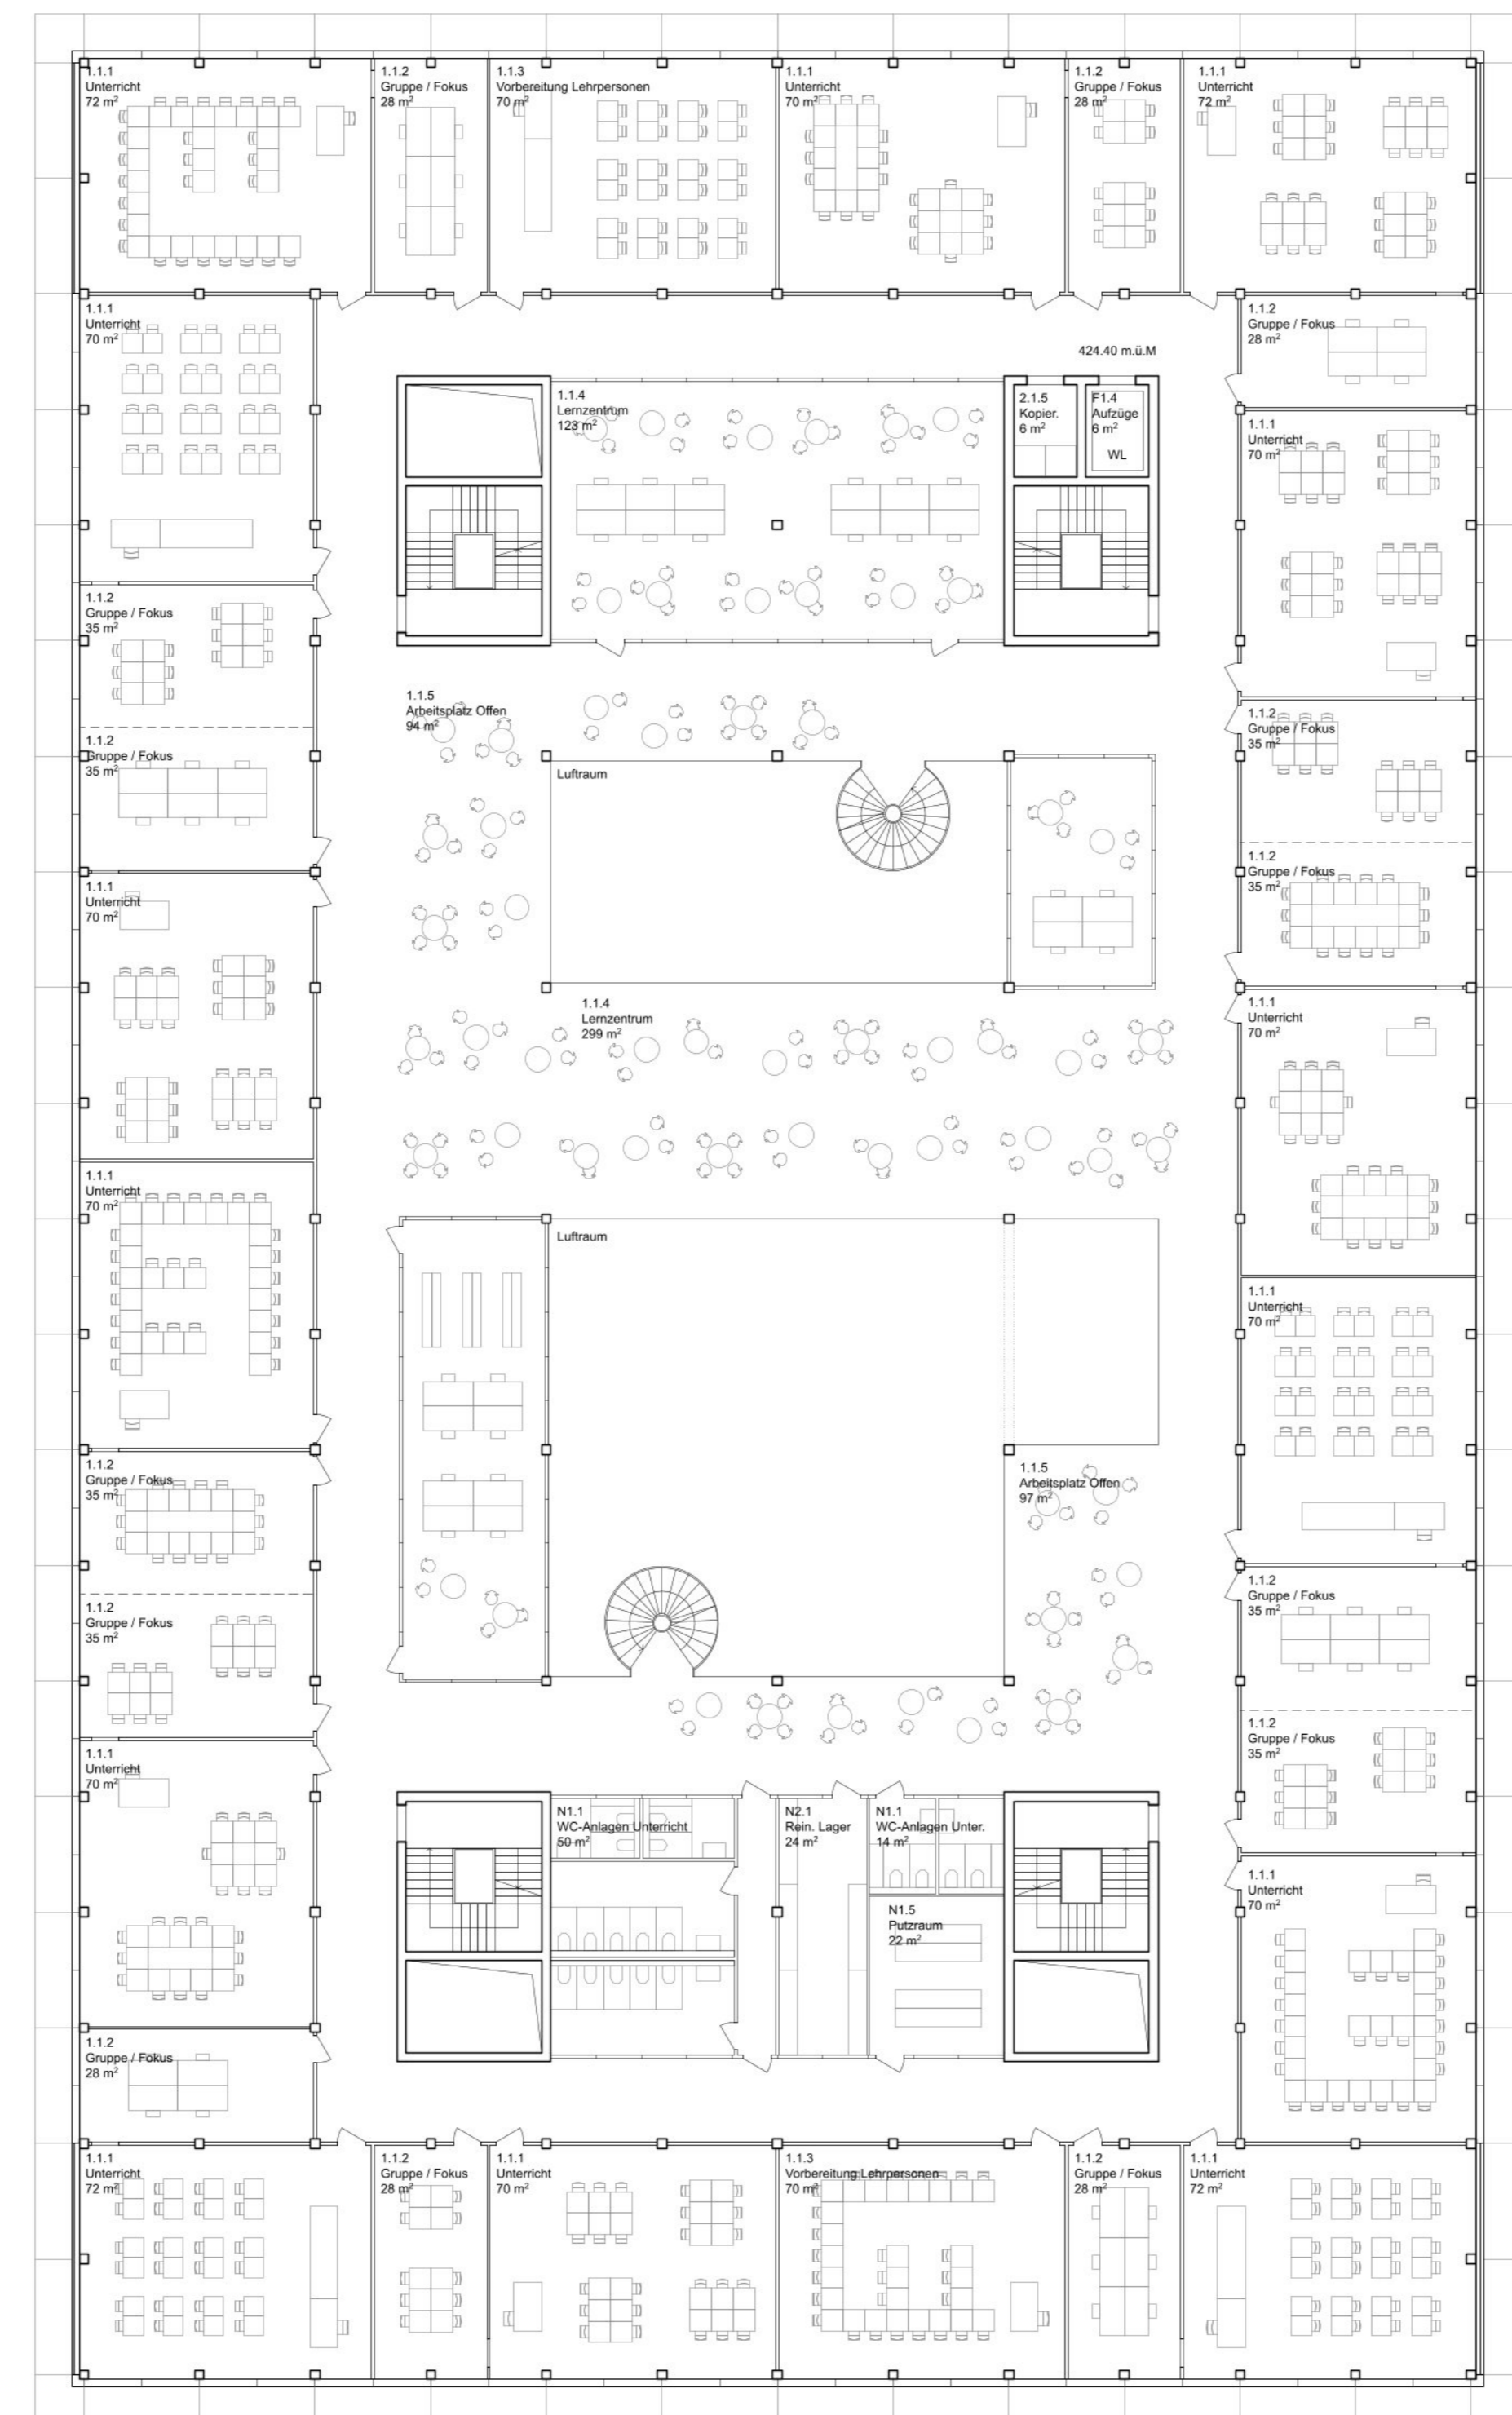 1.1.1
Unterricht
72 m²
1.1.2
Gruppe / Fokus
28 m²
1.1.3
Vorbereitung Lehrpersonen
70 m²
1.1.1
Unterricht
70 m²
1.1.2
Gruppe / Fokus
28 m²
1.1.1
Unterricht
72 m²
1.1.1
Unterricht
70 m²
1.1.2
Gruppe / Fokus
28 m²
424.40 m.ü.M
1.1.4
Lernzentrum
123 m²
2.1.5
Kopier.
6 m²
F1.4
Aufzüge
6 m²
WL
1.1.1
Unterricht
70 m²
1.1.2
Gruppe / Fokus
35 m²
1.1.5
Arbeitsplatz Offen
94 m²
1.1.2
Gruppe / Fokus
35 m²
1.1.2
Gruppe / Fokus
35 m²
Luftraum
1.1.2
Gruppe / Fokus
35 m²
1.1.1
Unterricht
70 m²
1.1.4
Lernzentrum
299 m²
1.1.1
Unterricht
70 m²
1.1.1
Unterricht
70 m²
Luftraum
1.1.1
Unterricht
70 m²
1.1.2
Gruppe / Fokus
35 m²
1.1.5
Arbeitsplatz Offen
97 m²
1.1.2
Gruppe / Fokus
35 m²
1.1.2
Gruppe / Fokus
35 m²
1.1.2
Gruppe / Fokus
35 m²
1.1.1
Unterricht
70 m²
N1.1
WC-Anlagen Unterricht
50 m²
N2.1
Rein. Lager
24 m²
N1.1
WC-Anlagen Unter.
14 m²
N1.5
Putzraum
22 m²
1.1.1
Unterricht
70 m²
1.1.2
Gruppe / Fokus
28 m²
1.1.1
Unterricht
72 m²
1.1.2
Gruppe / Fokus
28 m²
1.1.1
Unterricht
70 m²
1.1.3
Vorbereitung Lehrpersonen
70 m²
1.1.2
Gruppe / Fokus
28 m²
1.1.1
Unterricht
72 m²